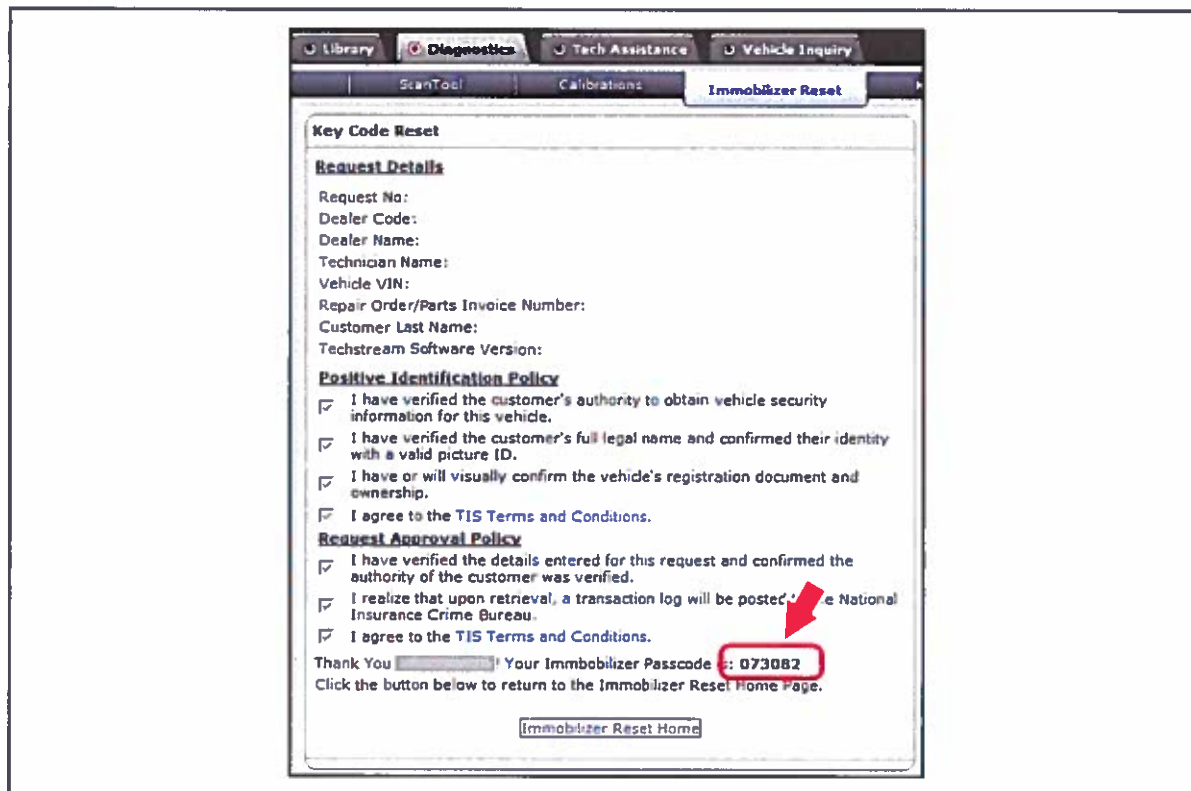 Library Diagnostics Tech Assistance Vehicle Inquiry
ScanTool Calibrations Immobilizer Reset
Key Code Reset
Request Details
Request No:
Dealer Code:
Dealer Name:
Technician Name:
Vehicle VIN:
Repair Order/Parts Invoice Number:
Customer Last Name:
Techstream Software Version:
Positive Identification Policy
I have verified the customer's authority to obtain vehicle security
information for this vehicle.
I have verified the customer's full legal name and confirmed their identity
with a valid picture ID.
I have or will visually confirm the vehicle's registration document and
ownership.
I agree to the TIS Terms and Conditions.
Request Approval Policy
I have verified the details entered for this request and confirmed the
authority of the customer was verified.
I realize that upon retrieval, a transaction log will be posted National
Insurance Crime Bureau.
I agree to the TIS Terms and Conditions.
Thank You ! Your Immbobilizer Passcode : 073082
Click the button below to return to the Immobilizer Reset Home Page.
Immobilizer Reset Home